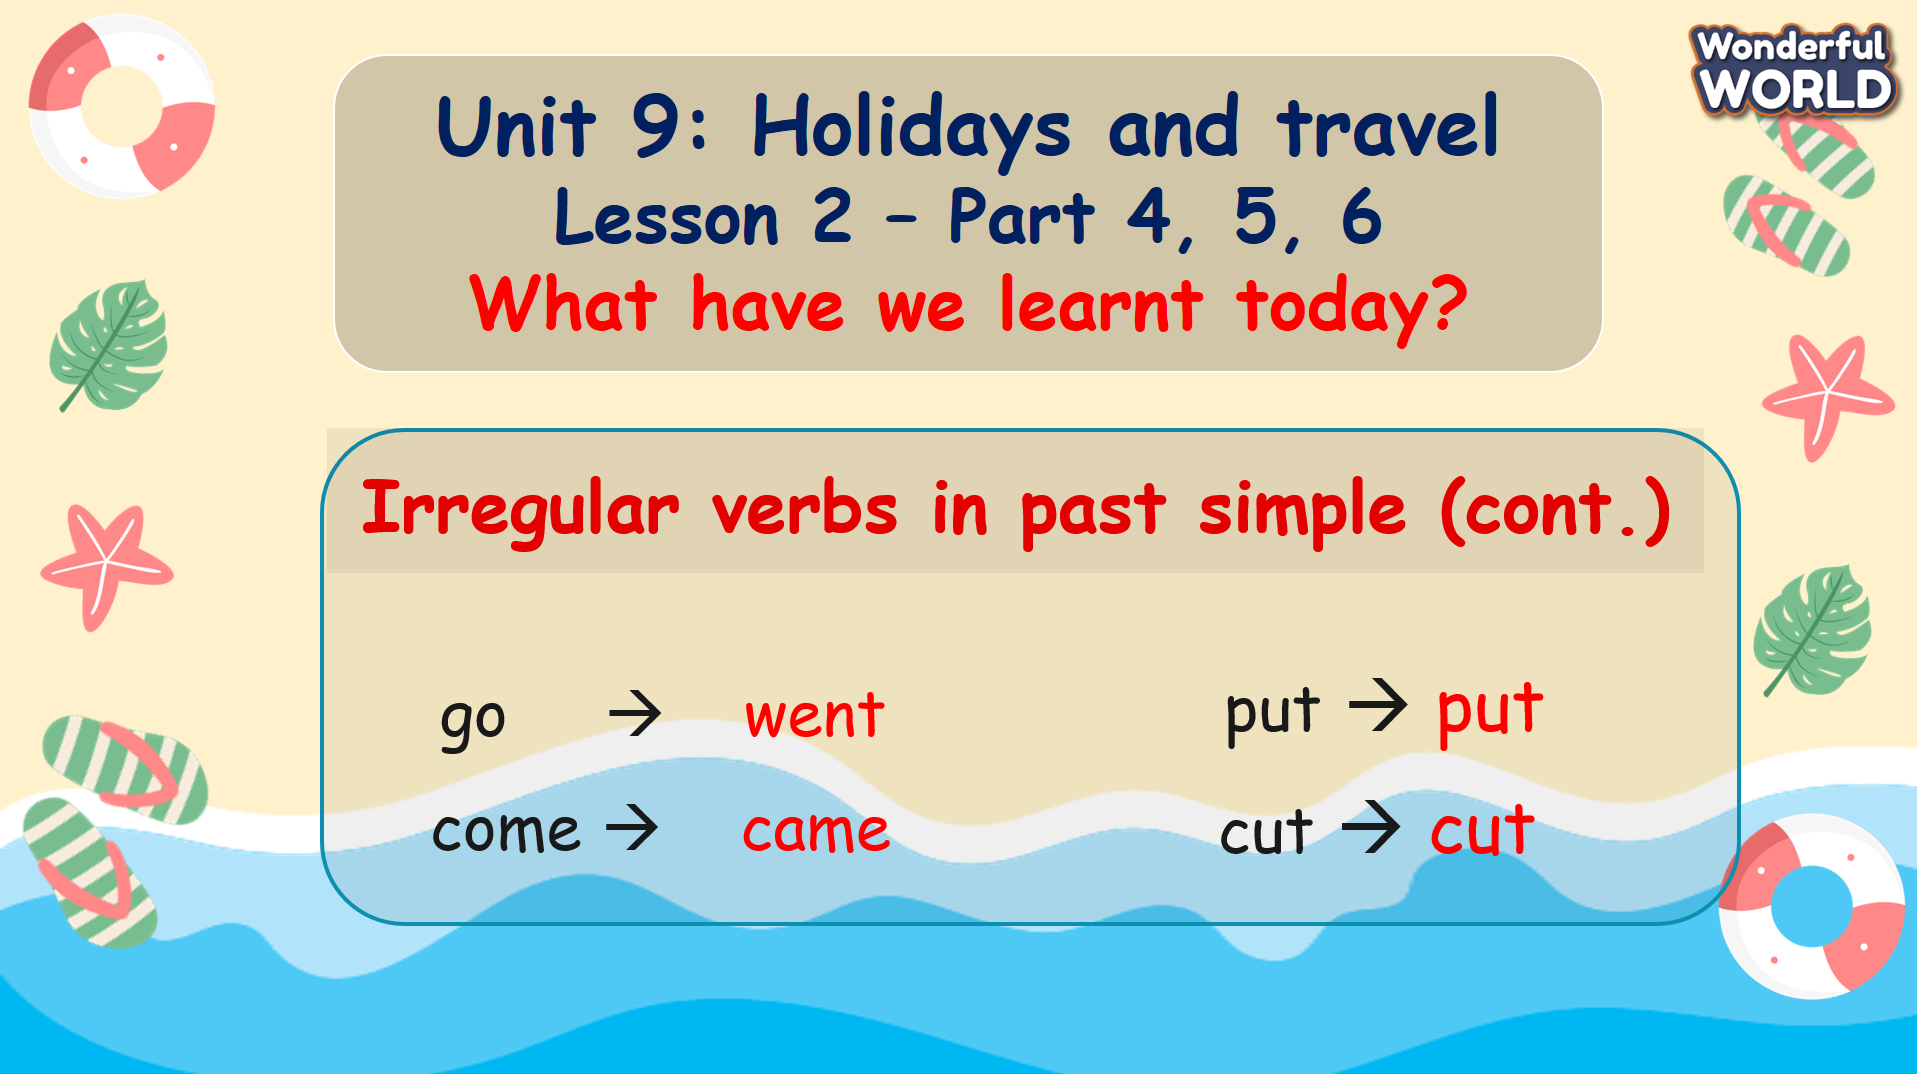 Wonderful
WORLD
Unit 9: Holidays and travel
Lesson 2 – Part 4, 5, 6
What have we learnt today?
Irregular verbs in past simple (cont.)
go → went
put → put
come → came
cut → cut